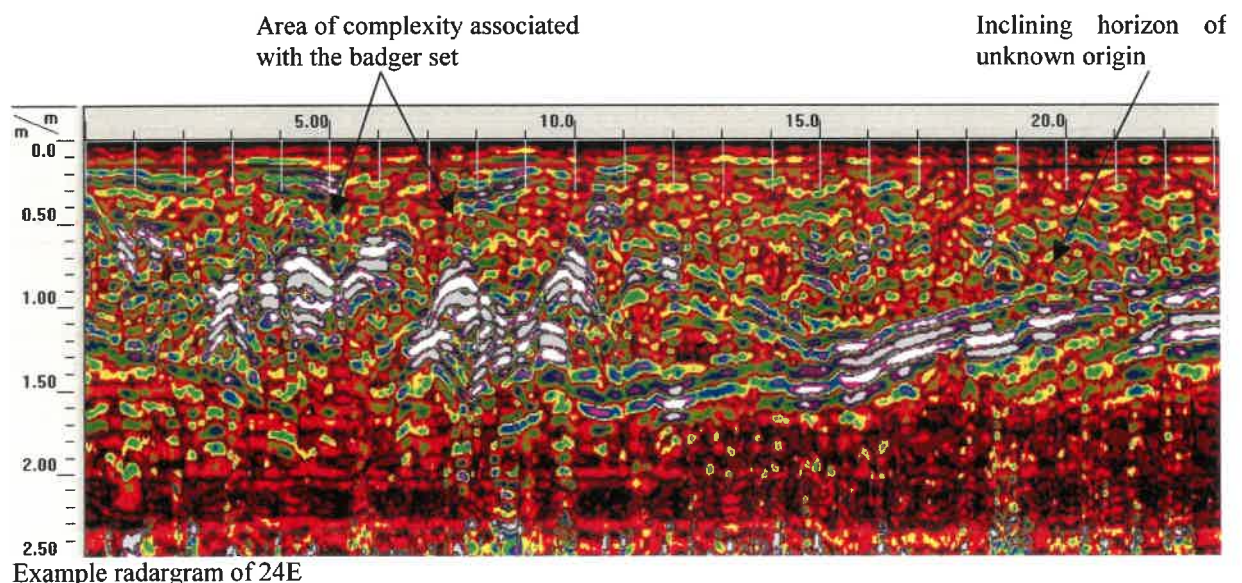 Area of complexity associated
with the badger set
Inclining horizon of
unknown origin
m m
5.00 10.0 15.0 20.0
0.0
0.50
1.00
1.50
2.00
2.50
Example radargram of 24E